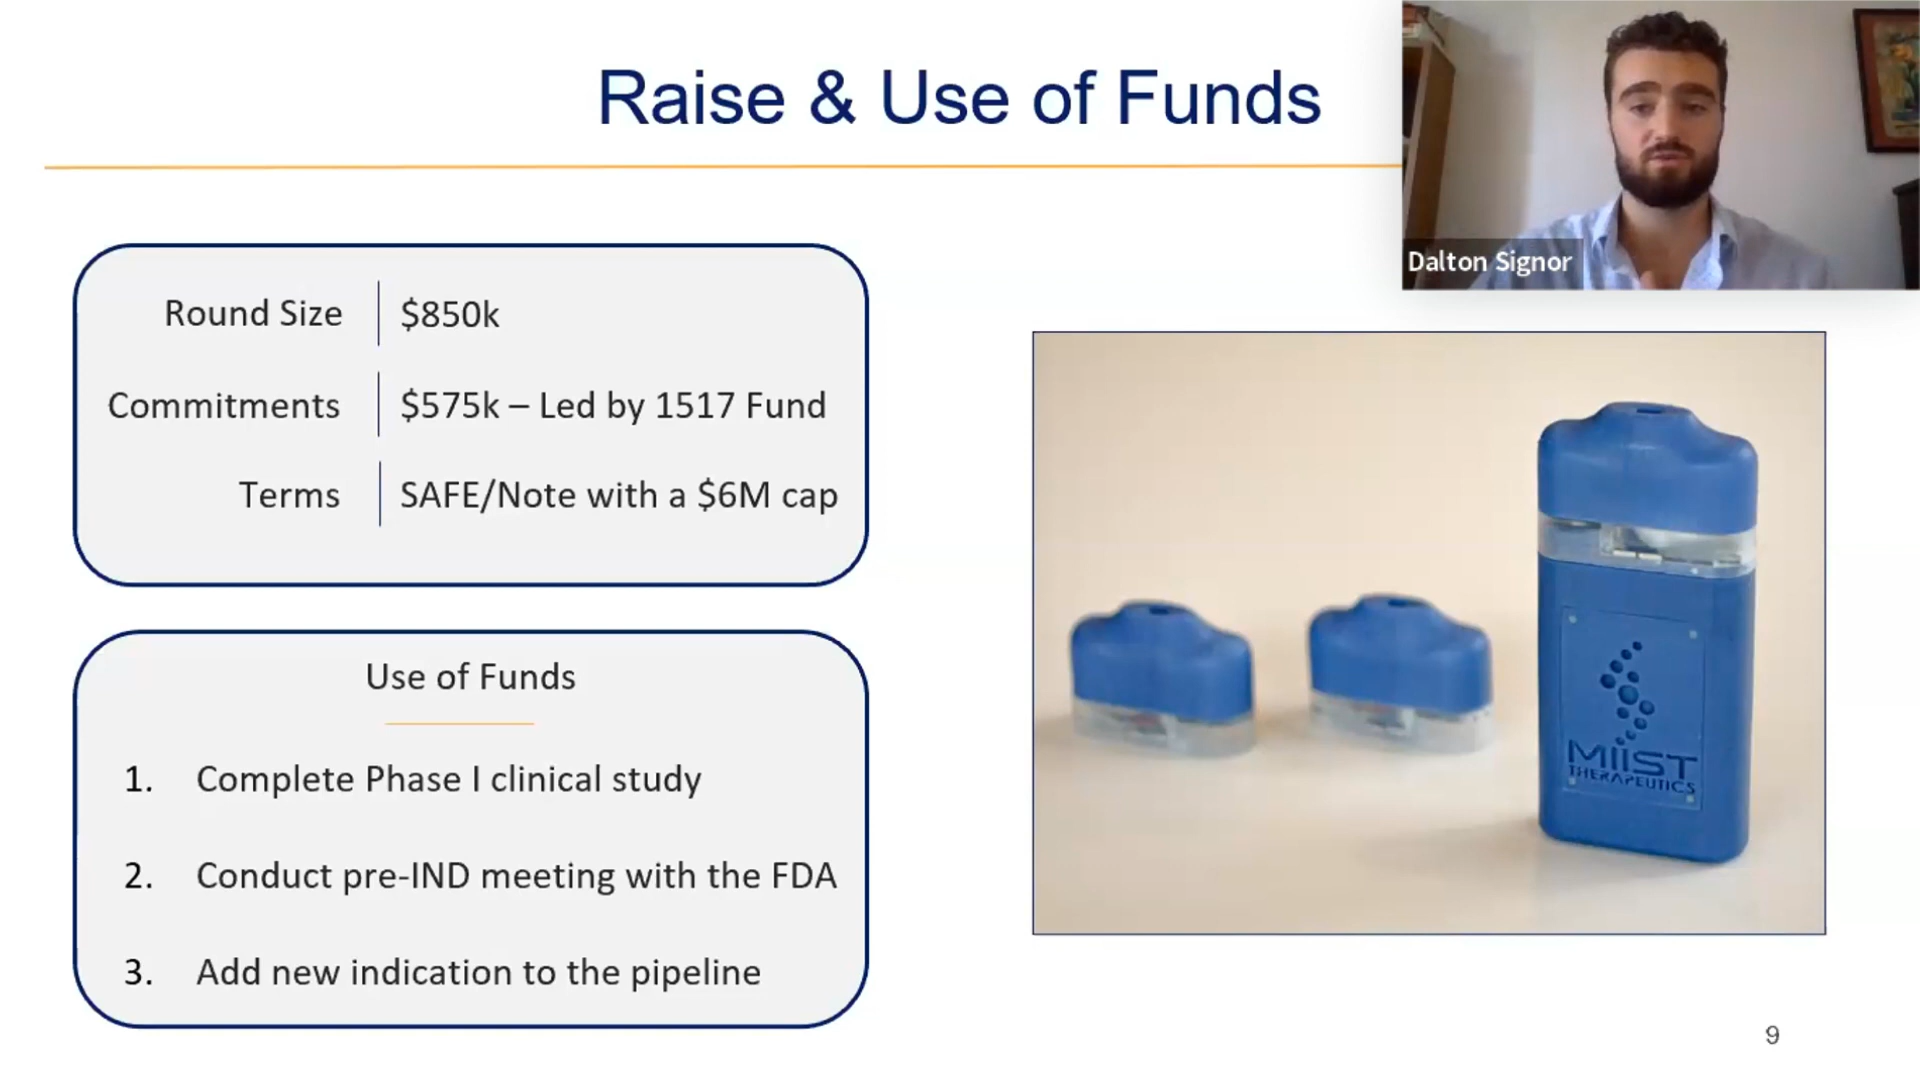 Raise & Use of Funds
Dalton Signor
Round Size $850k
Commitments $575k – Led by 1517 Fund
Terms SAFE/Note with a $6M cap
Use of Funds
1. Complete Phase I clinical study
2. Conduct pre-IND meeting with the FDA
3. Add new indication to the pipeline
MIIST
THERAPEUTICS
9